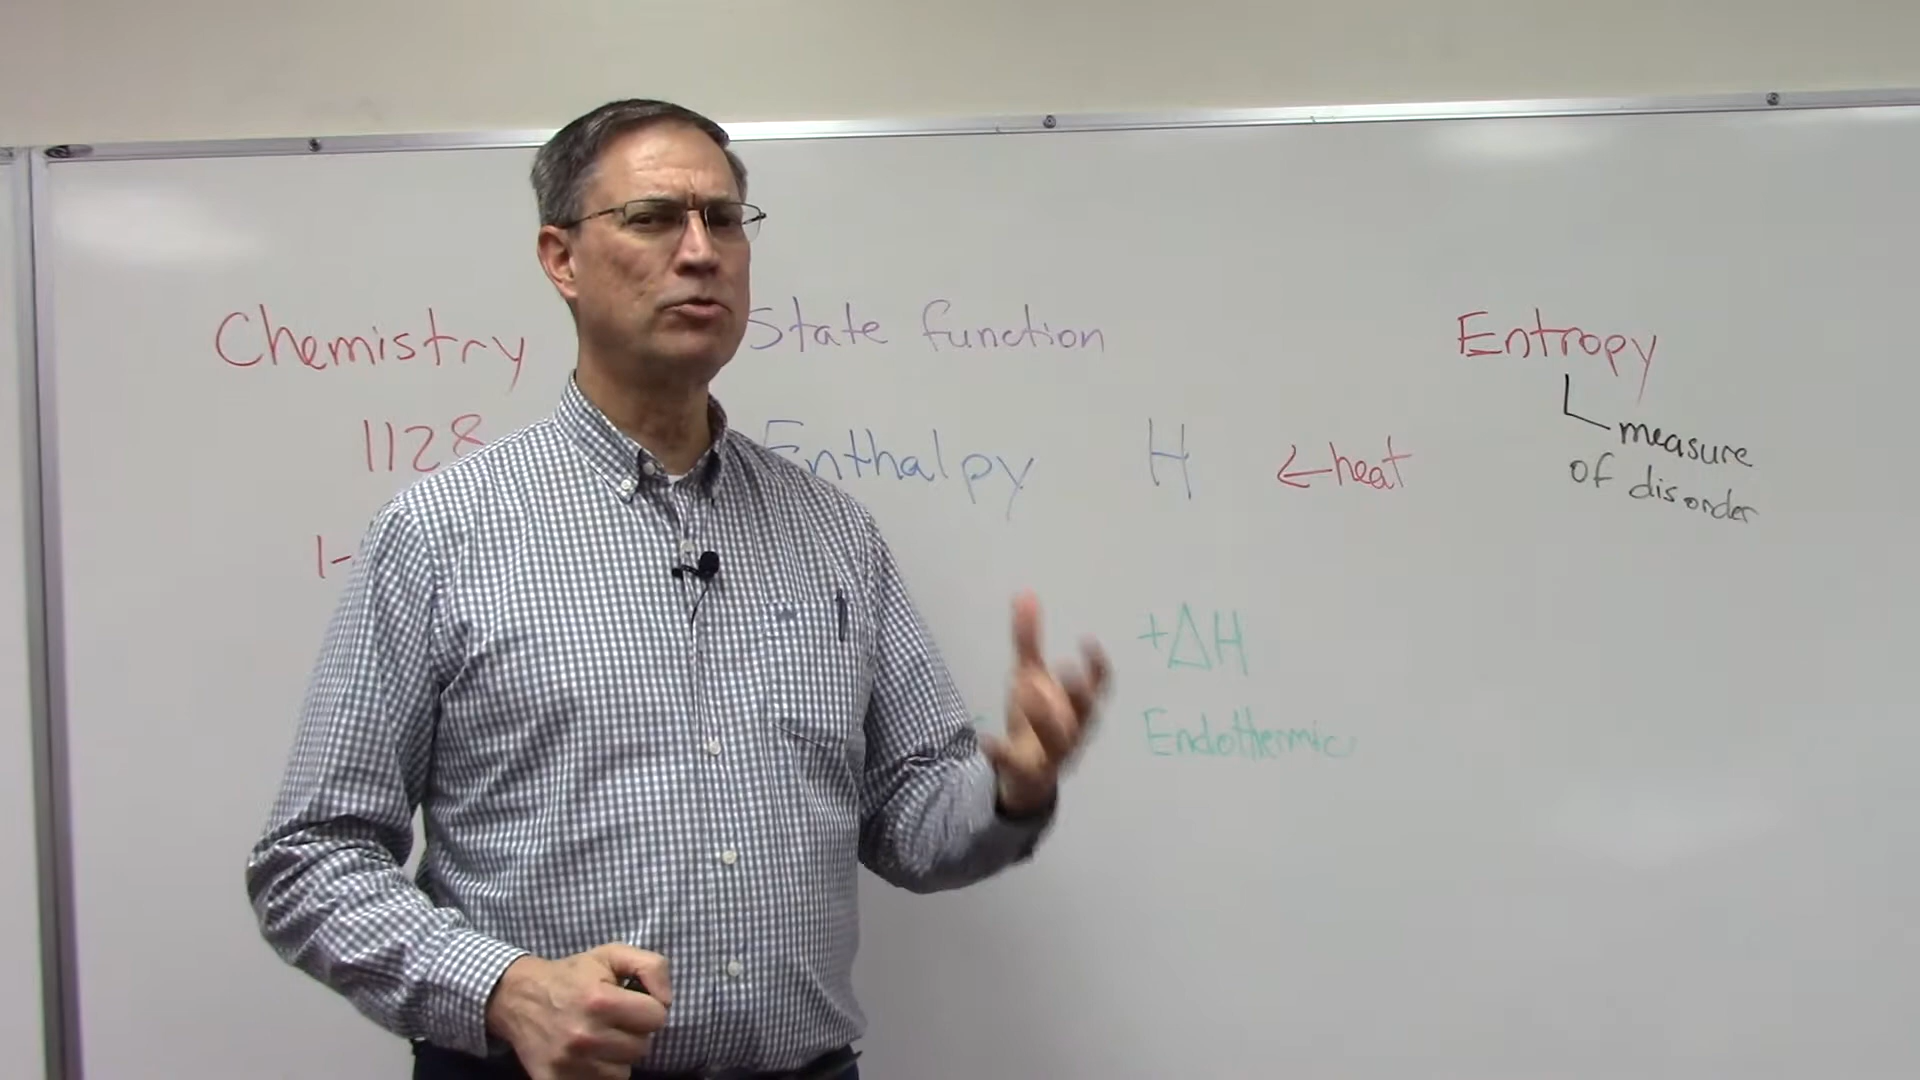 Chemistry
1128
State function
Enthalpy H ← heat
+ΔH
Endothermic
Entropy
measure
of disorder